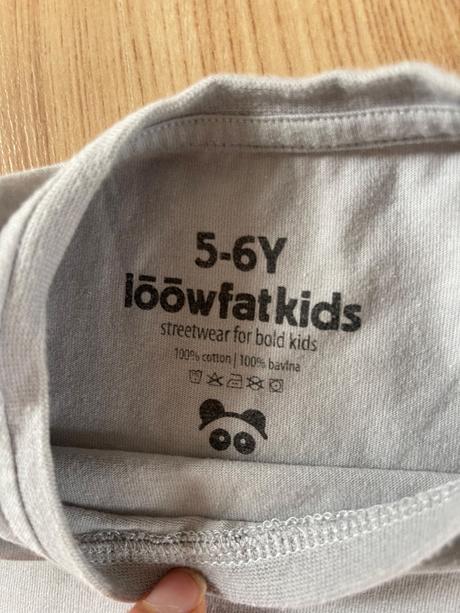 5-6Y
lōōwfatkids
streetwear for bold kids
100% cotton | 100% bavlna